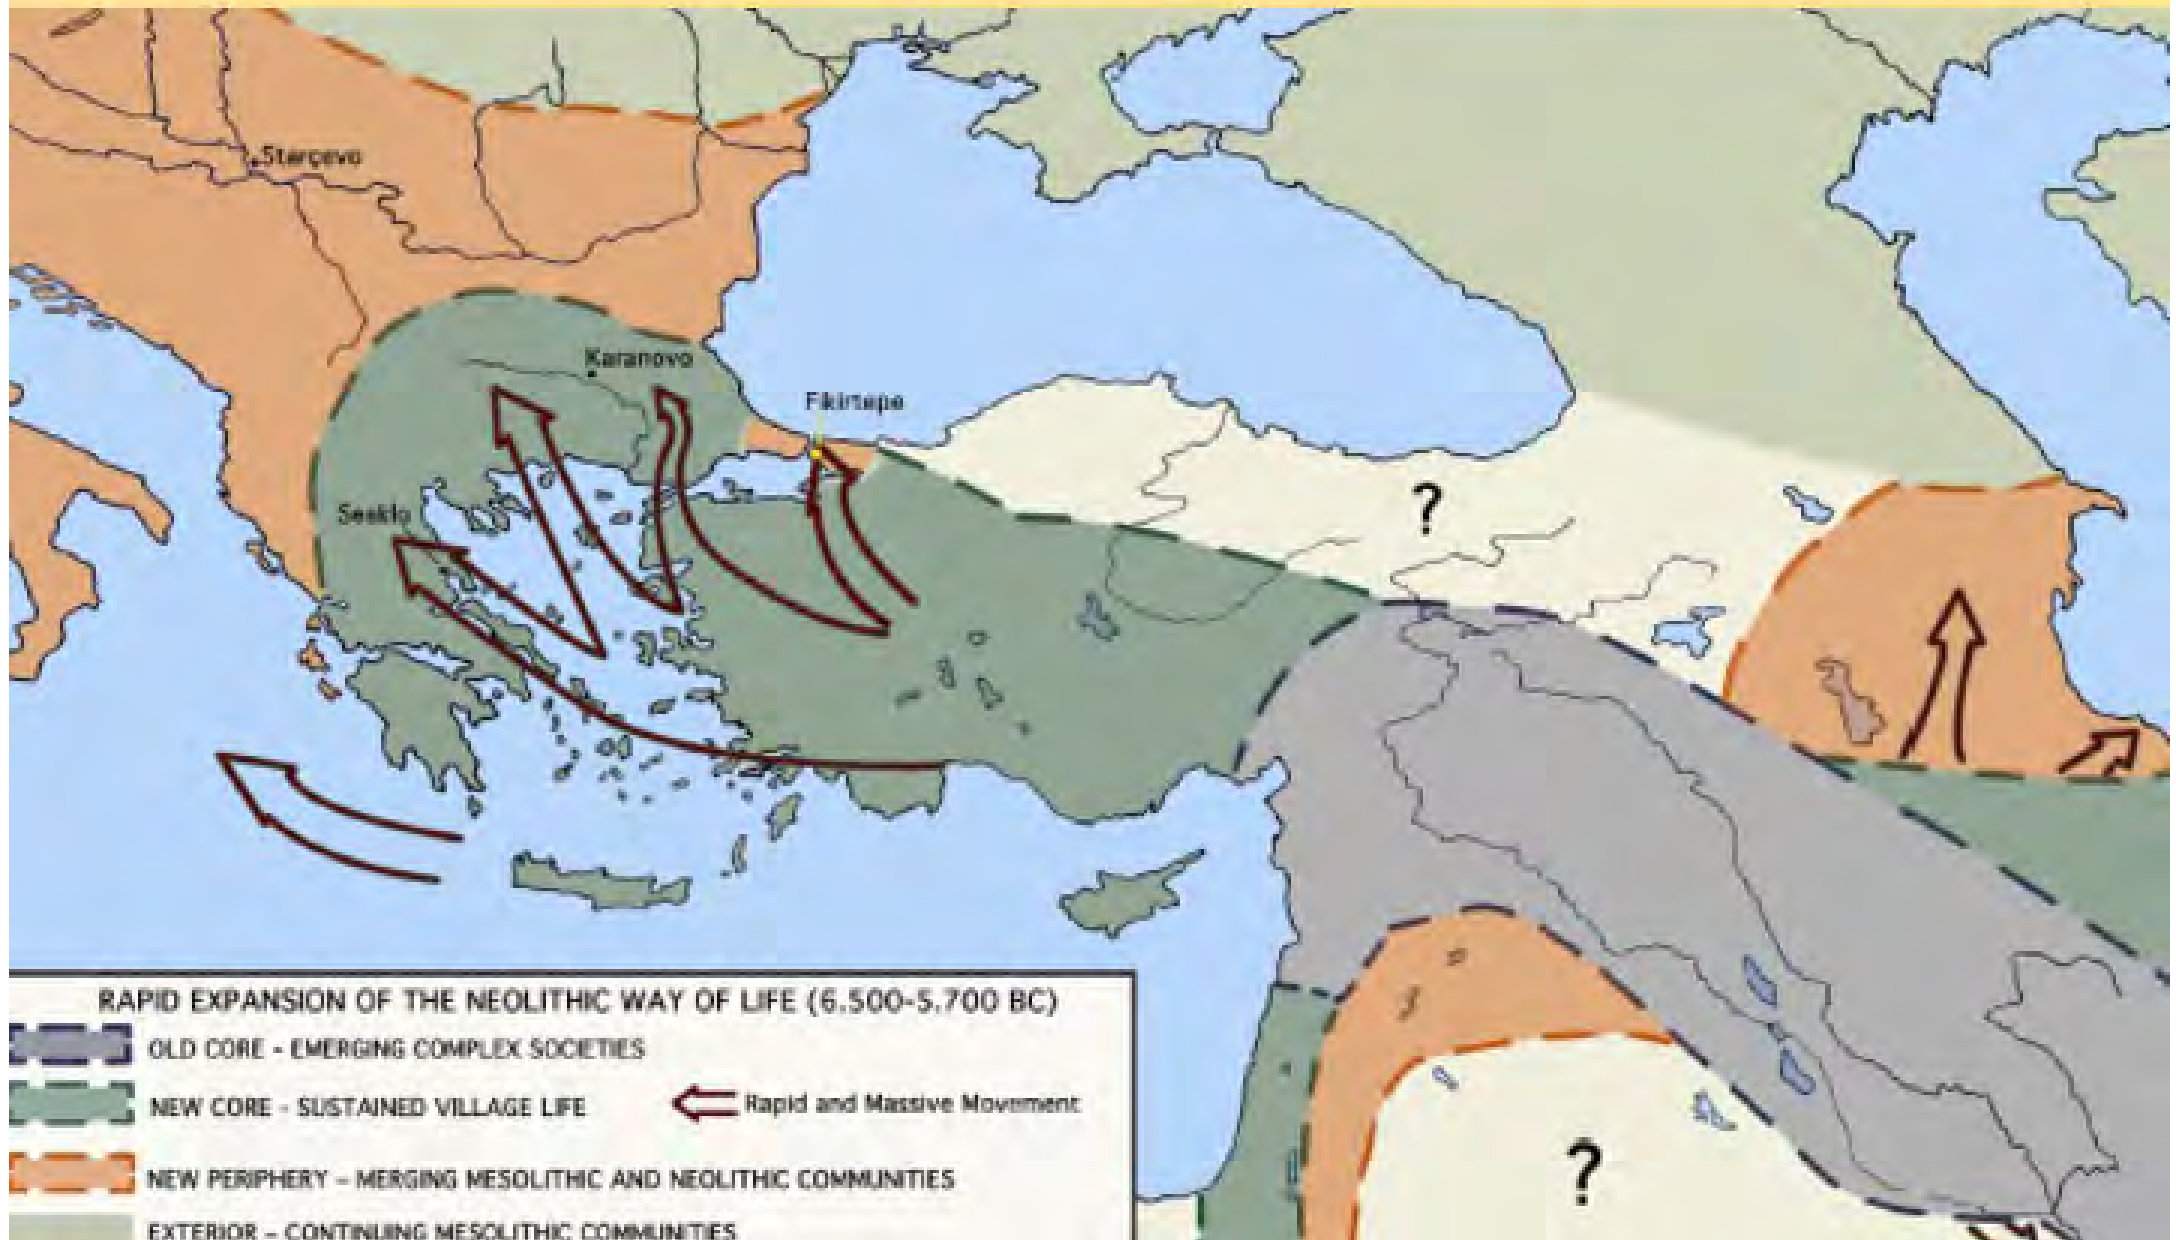 Starçevo
Karanovo
Fikirtepe
Sesklo
?
RAPID EXPANSION OF THE NEOLITHIC WAY OF LIFE (6.500-5.700 BC)
OLD CORE - EMERGING COMPLEX SOCIETIES
NEW CORE - SUSTAINED VILLAGE LIFE
Rapid and Massive Movement
?
NEW PERIPHERY - MERGING MESOLITHIC AND NEOLITHIC COMMUNITIES
EXTERIOR - CONTINUING MESOLITHIC COMMUNITIES